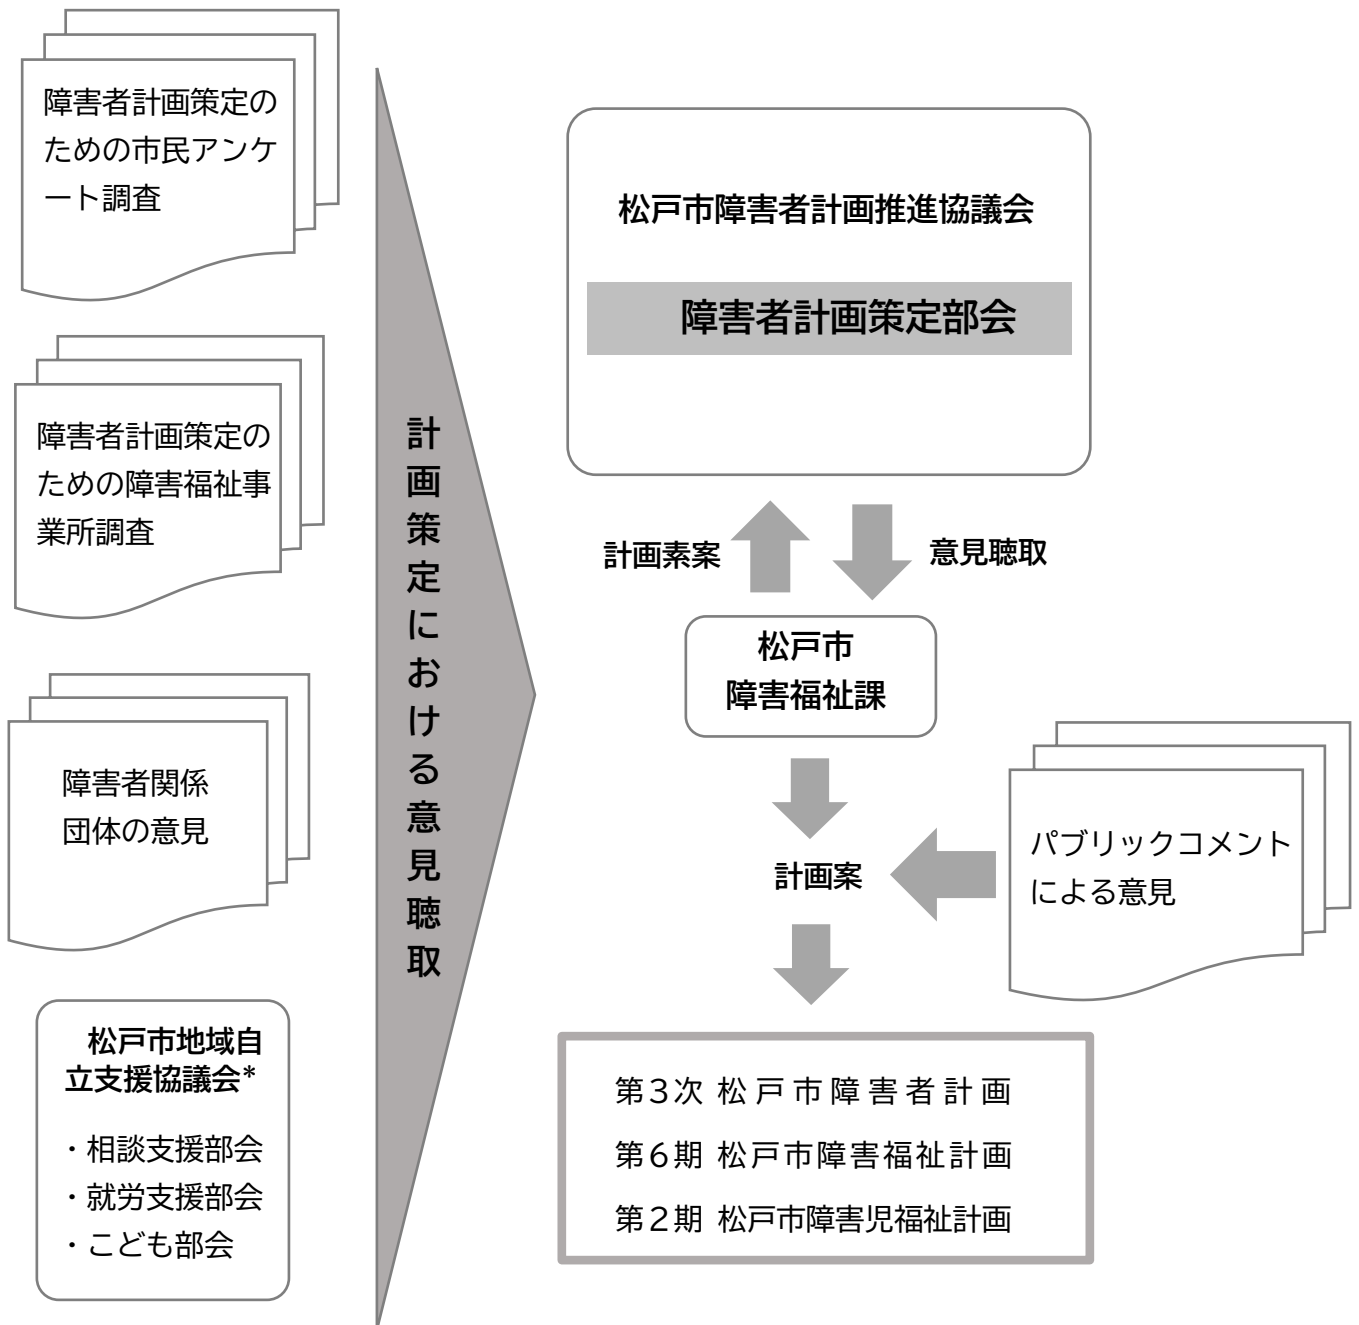 障害者計画策定の
ための市民アンケ
ート調査
障害者計画策定の
ための障害福祉事
業所調査
障害者関係
団体の意見
松戸市地域自
立支援協議会*
・相談支援部会
・就労支援部会
・こども部会
計画策定における意見聴取
松戸市障害者計画推進協議会
障害者計画策定部会
計画素案
意見聴取
松戸市
障害福祉課
計画案
パブリックコメント
による意見
第3次 松戸市障害者計画
第6期 松戸市障害福祉計画
第2期 松戸市障害児福祉計画